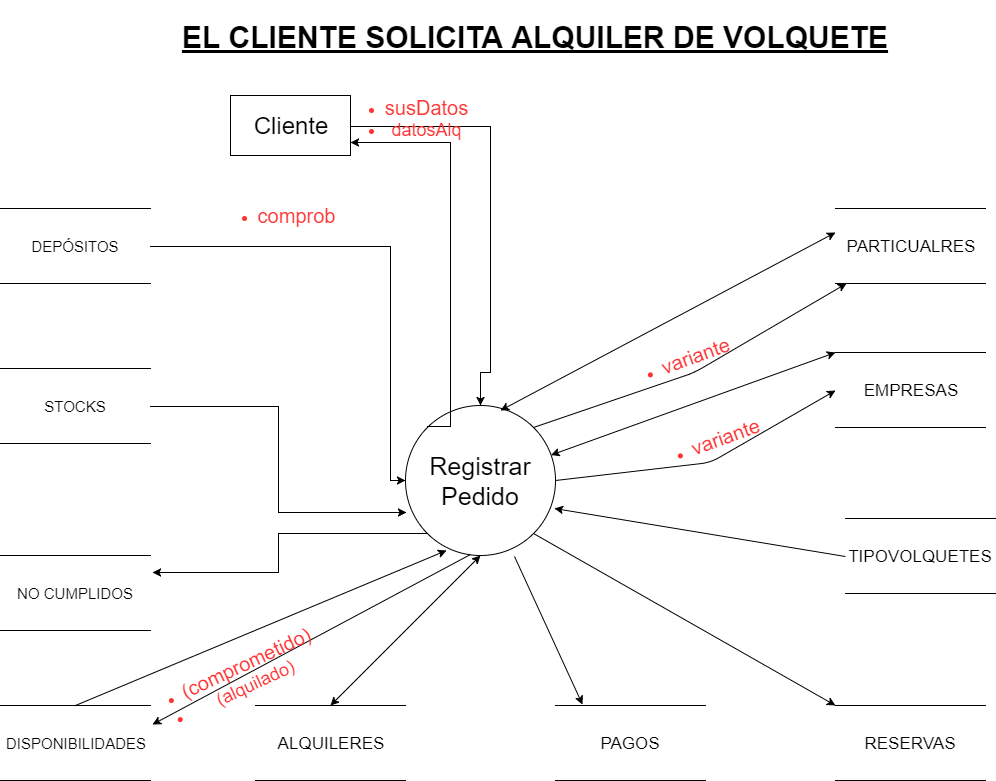 EL CLIENTE SOLICITA ALQUILER DE VOLQUETE
Cliente
• susDatos
• datosAlq
• comprob
DEPÓSITOS
PARTICUALRES
• variante
STOCKS
EMPRESAS
• variante
Registrar
Pedido
TIPOVOLQUETES
NO CUMPLIDOS
• (comprometido)
• (alquilado)
DISPONIBILIDADES
ALQUILERES
PAGOS
RESERVAS